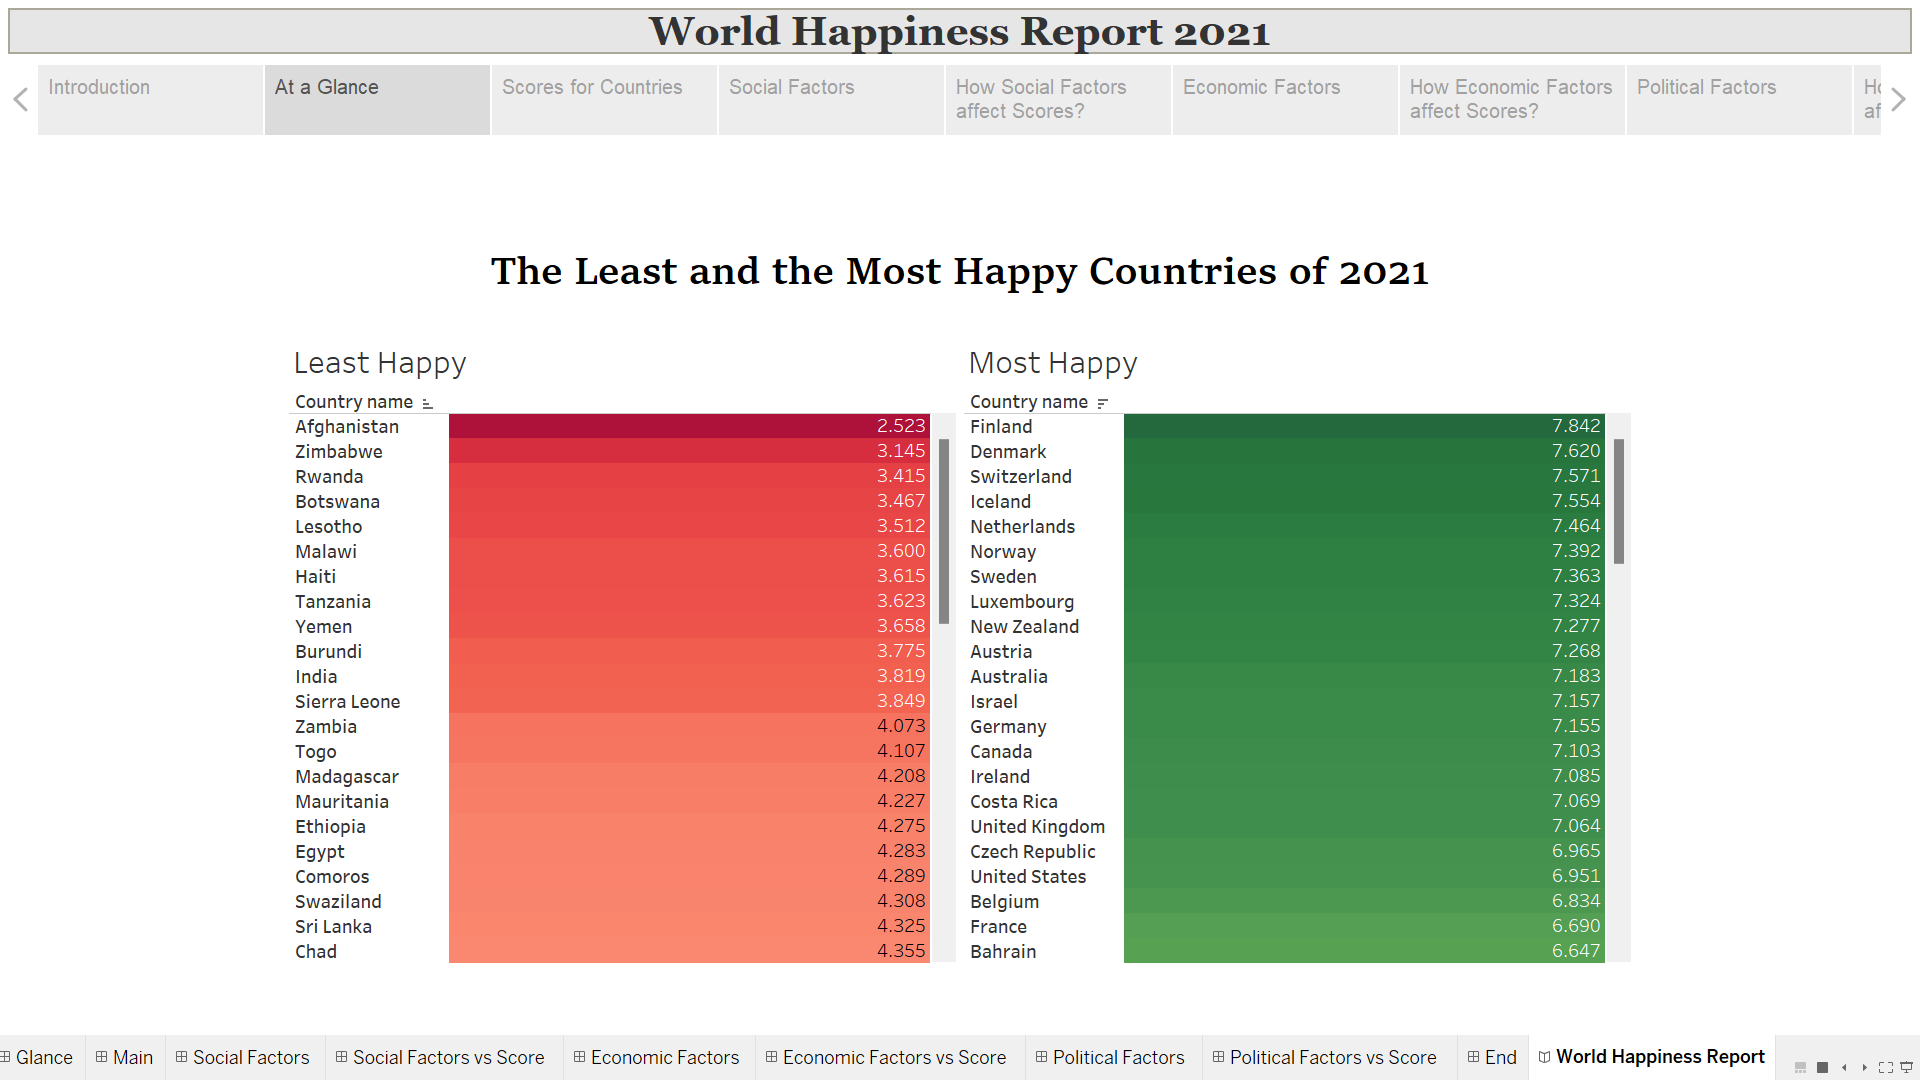 World Happiness Report 2021
Introduction
At a Glance
Scores for Countries
Social Factors
How Social Factors
affect Scores?
Economic Factors
How Economic Factors
affect Scores?
Political Factors
The Least and the Most Happy Countries of 2021
Least Happy
Country name
Afghanistan 2.523
Zimbabwe 3.145
Rwanda 3.415
Botswana 3.467
Lesotho 3.512
Malawi 3.600
Haiti 3.615
Tanzania 3.623
Yemen 3.658
Burundi 3.775
India 3.819
Sierra Leone 3.849
Zambia 4.073
Togo 4.107
Madagascar 4.208
Mauritania 4.227
Ethiopia 4.275
Egypt 4.283
Comoros 4.289
Swaziland 4.308
Sri Lanka 4.325
Chad 4.355
Most Happy
Country name
Finland 7.842
Denmark 7.620
Switzerland 7.571
Iceland 7.554
Netherlands 7.464
Norway 7.392
Sweden 7.363
Luxembourg 7.324
New Zealand 7.277
Austria 7.268
Australia 7.183
Israel 7.157
Germany 7.155
Canada 7.103
Ireland 7.085
Costa Rica 7.069
United Kingdom 7.064
Czech Republic 6.965
United States 6.951
Belgium 6.834
France 6.690
Bahrain 6.647
Glance
Main
Social Factors
Social Factors vs Score
Economic Factors
Economic Factors vs Score
Political Factors
Political Factors vs Score
End
World Happiness Report